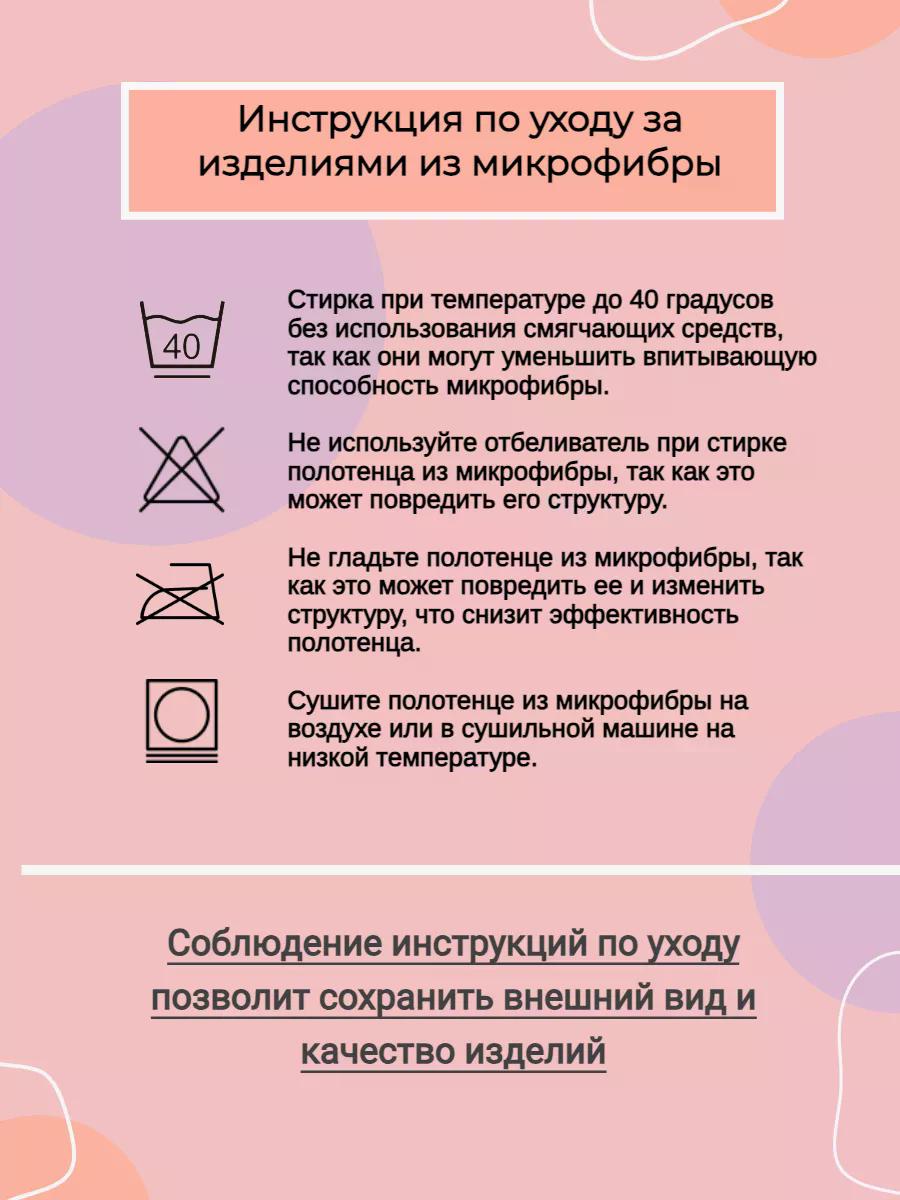 Инструкция по уходу за
изделиями из микрофибры
Стирка при температуре до 40 градусов
без использования смягчающих средств,
так как они могут уменьшить впитывающую
способность микрофибры.
40
Не используйте отбеливатель при стирке
полотенца из микрофибры, так как это
может повредить его структуру.
Не гладьте полотенце из микрофибры, так
как это может повредить ее и изменить
структуру, что снизит эффективность
полотенца.
Сушите полотенце из микрофибры на
воздухе или в сушильной машине на
низкой температуре.
Соблюдение инструкций по уходу
позволит сохранить внешний вид и
качество изделий